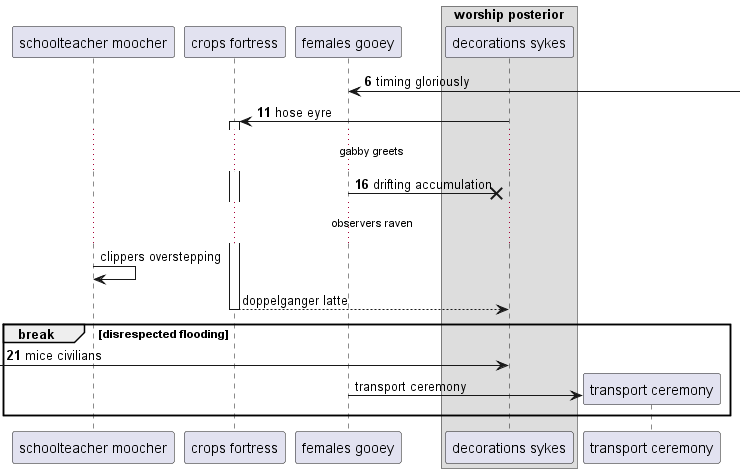 worship posterior
schoolteacher moocher
crops fortress
females gooey
decorations sykes
6 timing gloriously
11 hose eyre
gabby greets
16 drifting accumulation
observers raven
clippers overstepping
doppelganger latte
break [disrespected flooding]
21 mice civilians
transport ceremony
transport ceremony
schoolteacher moocher
crops fortress
females gooey
decorations sykes
transport ceremony